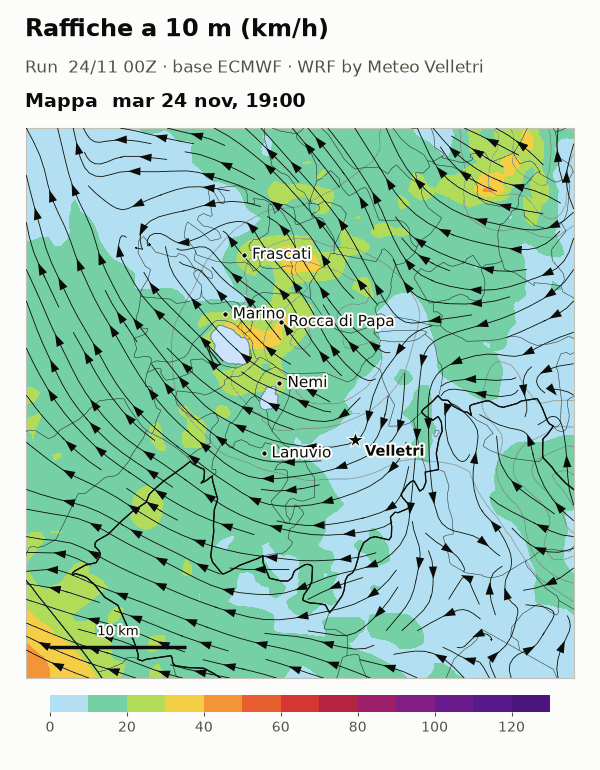 Raffiche a 10 m (km/h)
Run  24/11 00Z · base ECMWF · WRF by Meteo Velletri
Mappa  mar 24 nov, 19:00
Frascati
Marino
Rocca di Papa
Nemi
Velletri
Lanuvio
10 km
0 20 40 60 80 100 120